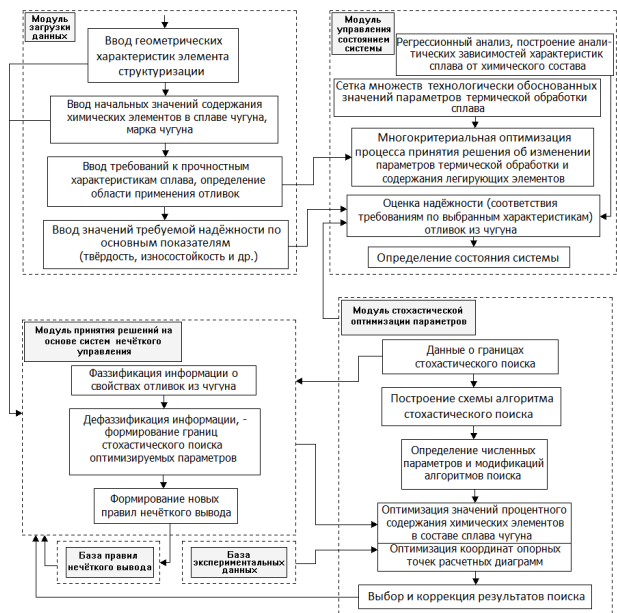 Модуль
загрузки
данных
Ввод геометрических
характеристик элемента
структуризации
Ввод начальных значений содержания
химических элементов в сплаве чугуна,
марка чугуна
Ввод требований к прочностным
характеристикам сплава, определение
области применения отливок
Ввод значений требуемой надёжности по
основным показателям
(твёрдость, износостойкость и др.)
Модуль
управления
состоянием
системы
Регрессионный анализ, построение анали-
тических зависимостей характеристик
сплава от химического состава
Сетка множеств технологически обоснованных
значений параметров термической обработки
сплава
Многокритериальная оптимизация
процесса принятия решения об изменении
параметров термической обработки и
содержания легирующих элементов
Оценка надёжности (соответствия
требованиям по выбранным характеристикам)
отливок из чугуна
Определение состояния системы
Модуль принятия решений на
основе систем нечёткого
управления
Фаззификация информации о
свойствах отливок из чугуна
Дефаззификация информации, -
формирование границ
стохастического поиска
оптимизируемых параметров
Формирование новых
правил нечёткого вывода
База правил
нечёткого вывода
База
экспериментальных
данных
Модуль стохастической
оптимизации параметров
Данные о границах
стохастического поиска
Построение схемы алгоритма
стохастического поиска
Определение численных
параметров и модификаций
алгоритмов поиска
Оптимизация значений процентного
содержания химических элементов
в составе сплава чугуна
Оптимизация координат опорных
точек расчетных диаграмм
Выбор и коррекция результатов поиска